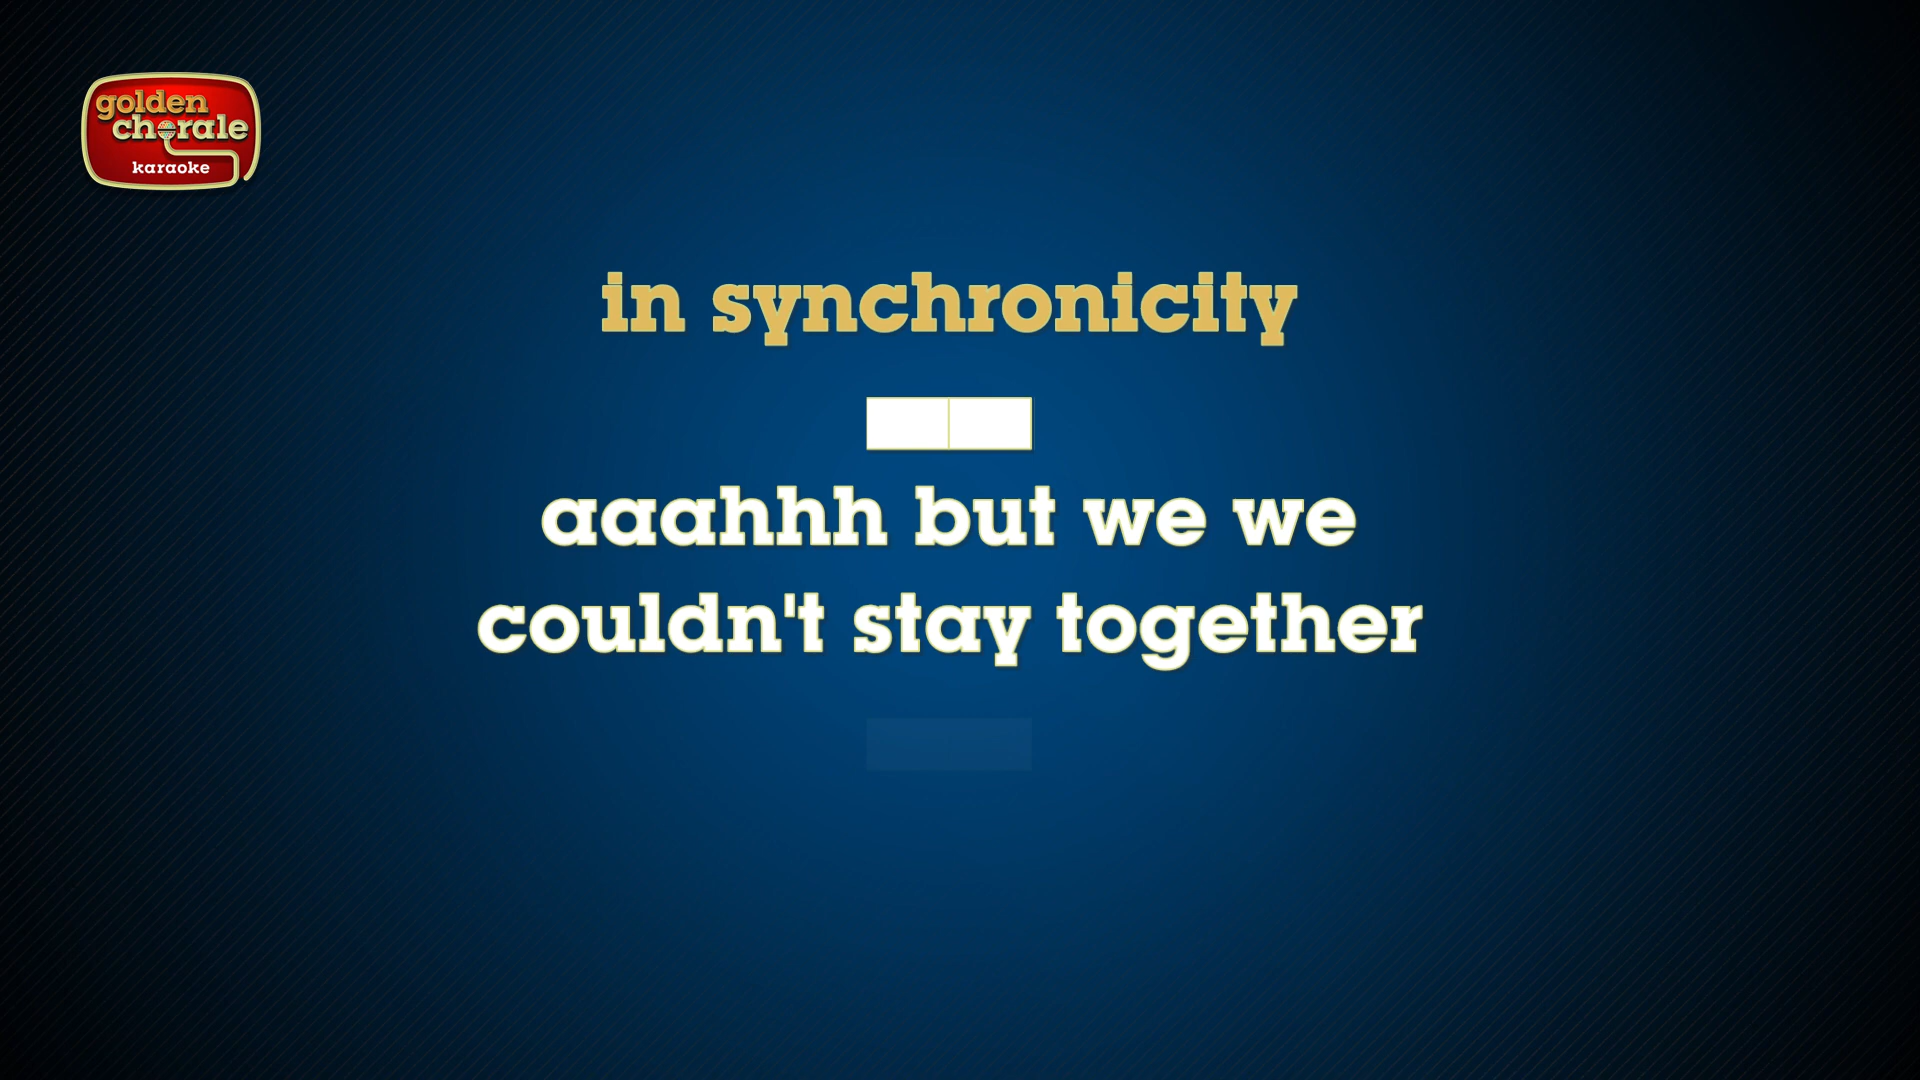 golden
chorale
karaoke
in synchronicity
aaahhh but we we
couldn't stay together